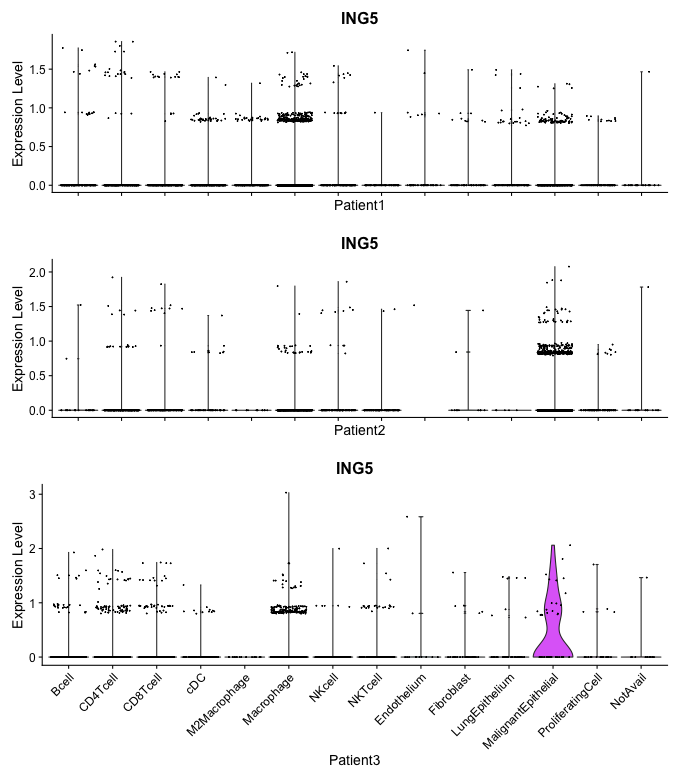 ING5
Expression Level
1.5
1.0
0.5
0.0
Patient1
ING5
Expression Level
2.0
1.5
1.0
0.5
0.0
Patient2
ING5
Expression Level
3
2
1
0
Bcell
CD4Tcell
CD8Tcell
cDC
M2Macrophage
Macrophage
NKcell
NKTcell
Endothelium
Fibroblast
LungEpithelium
MalignantEpithelial
ProliferatingCell
NotAvail
Patient3